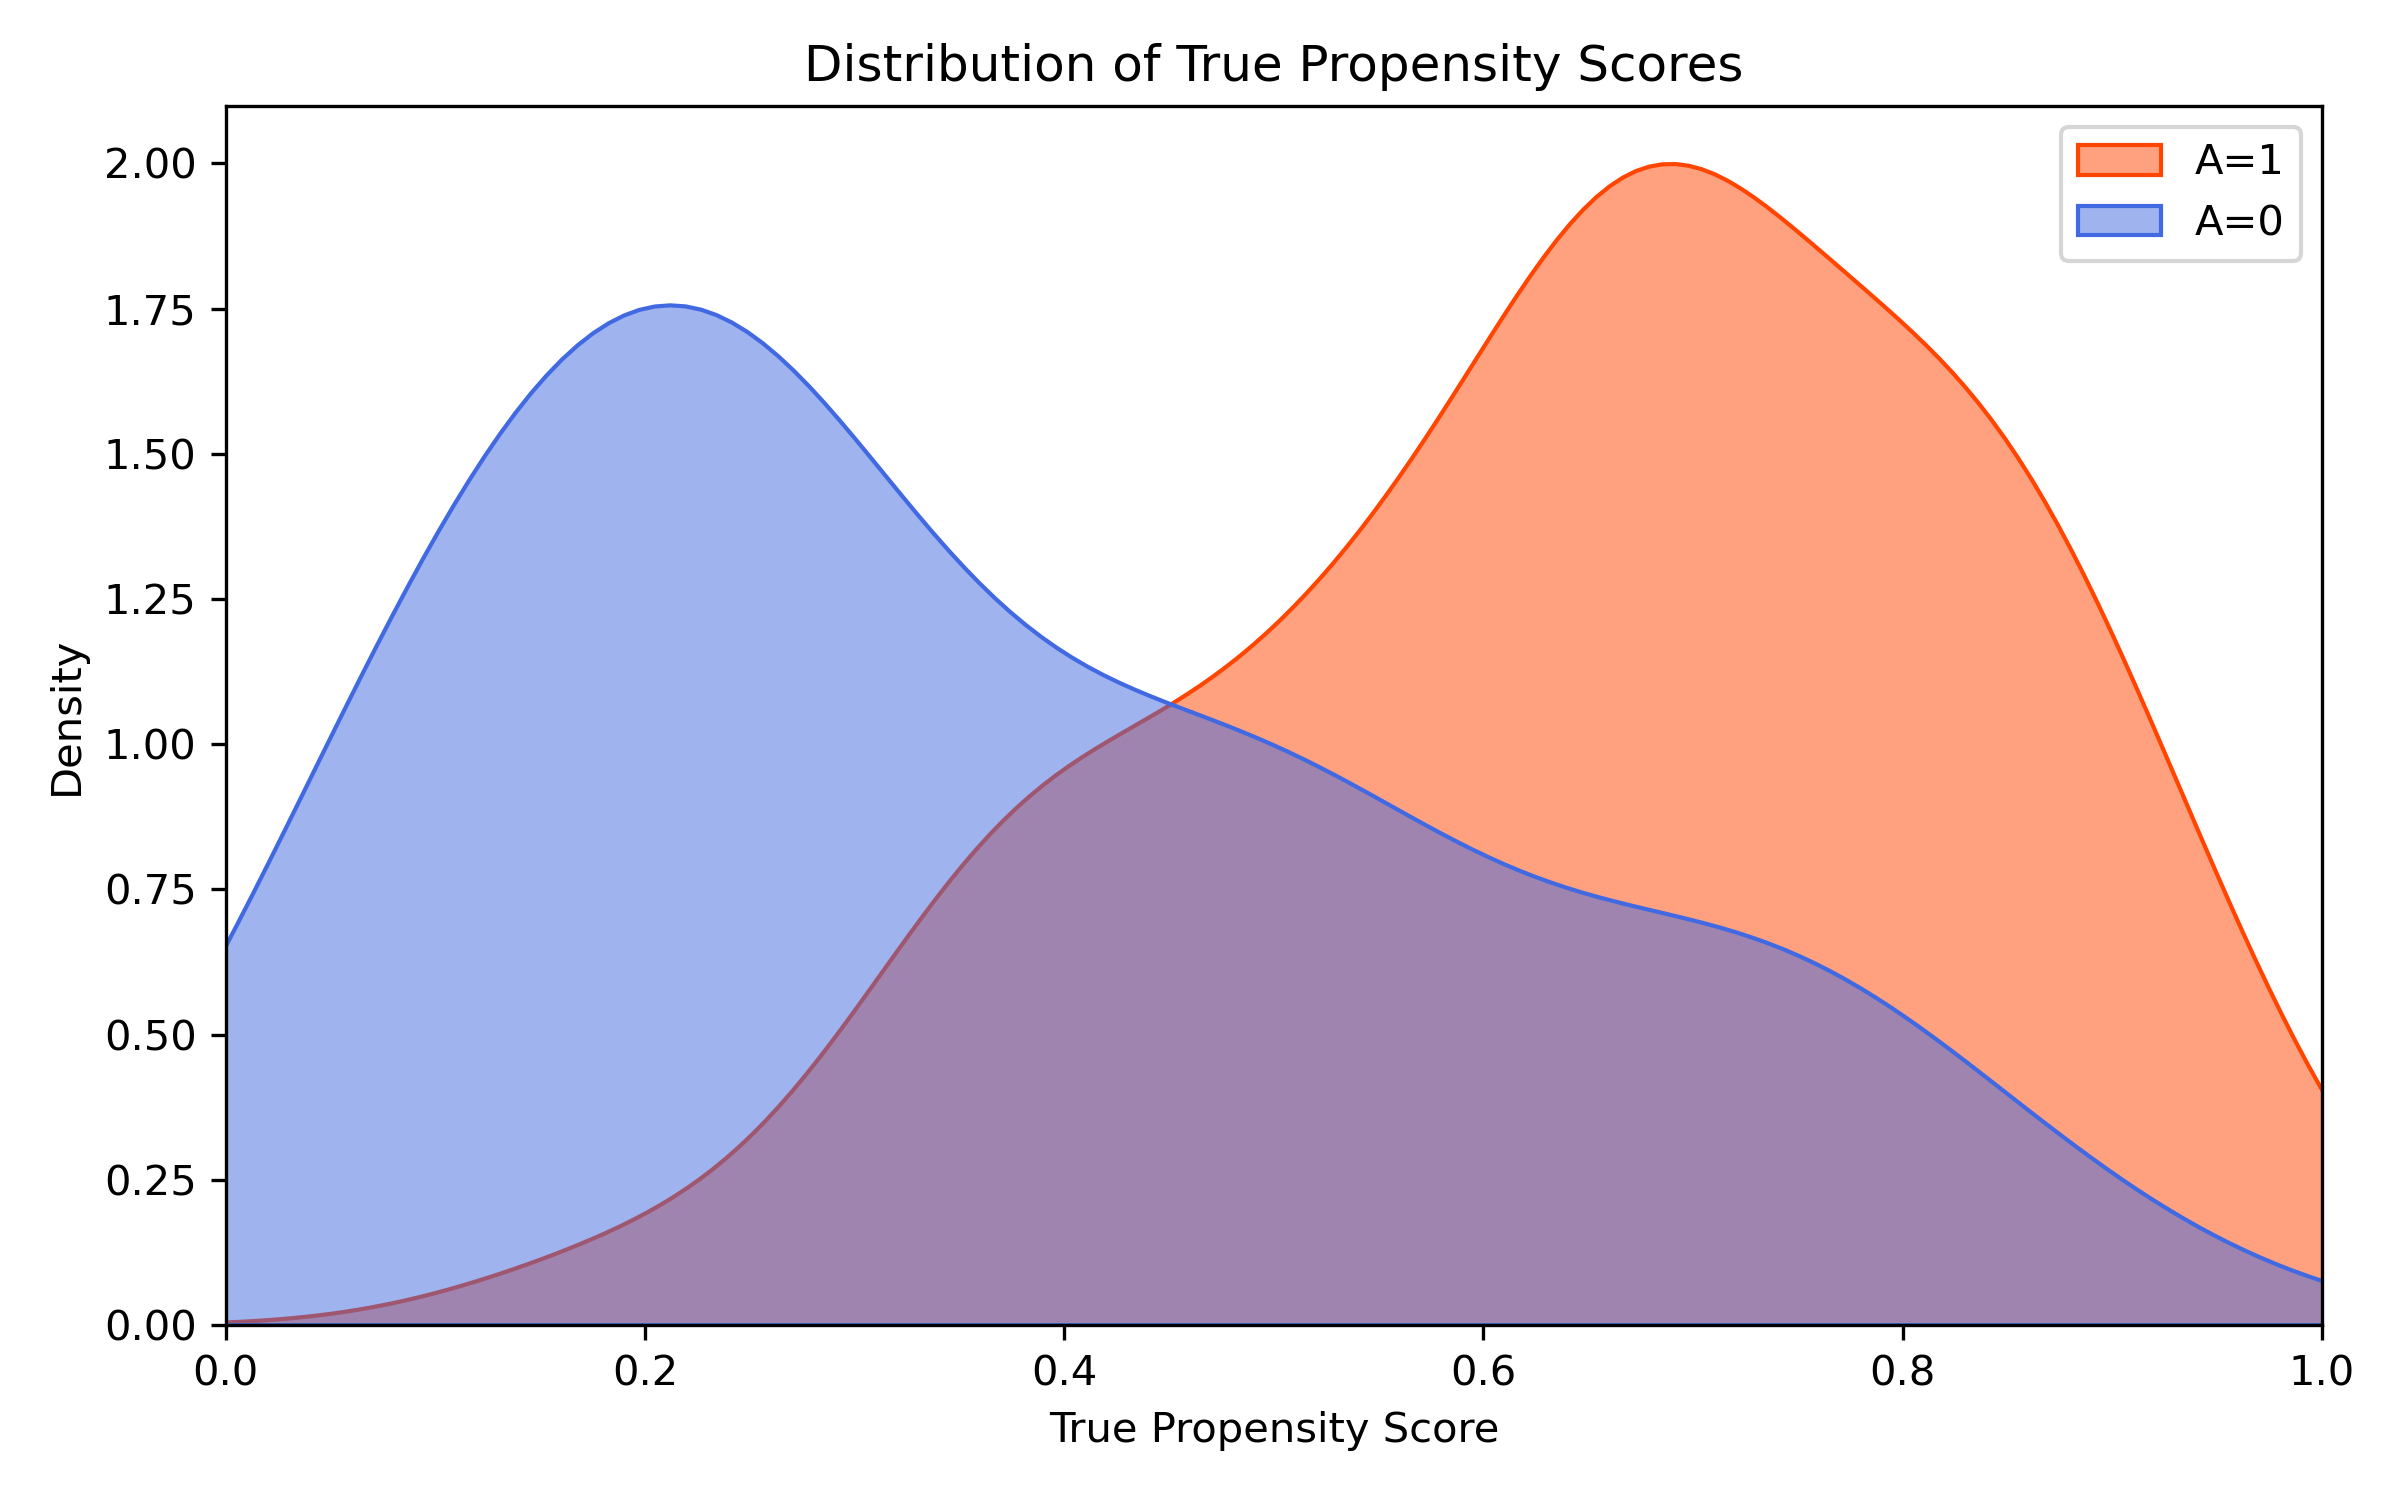 Distribution of True Propensity Scores
A=1
A=0
Density
2.00
1.75
1.50
1.25
1.00
0.75
0.50
0.25
0.00
0.0 0.2 0.4 0.6 0.8 1.0
True Propensity Score